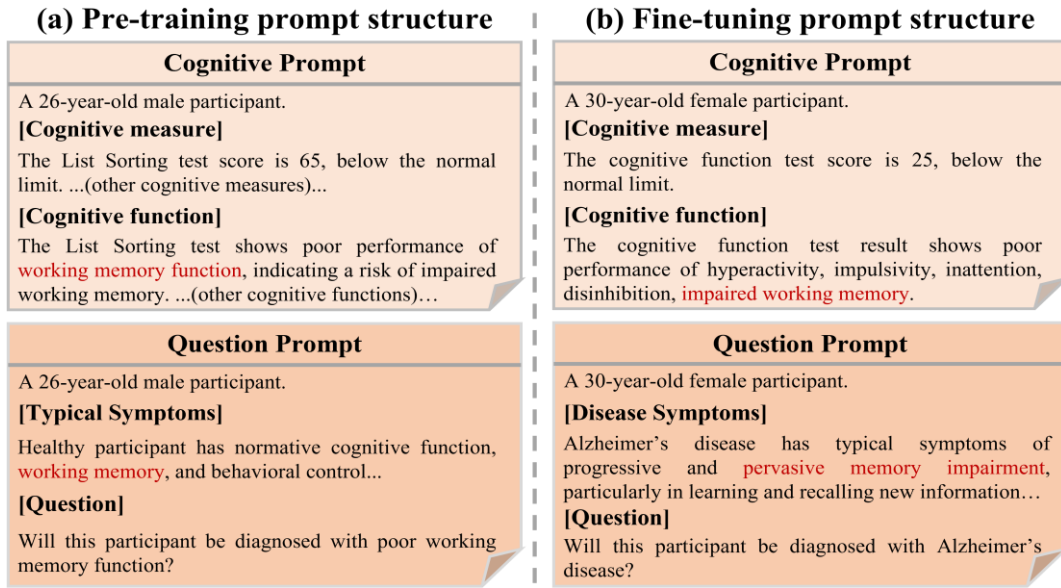 (a) Pre-training prompt structure
Cognitive Prompt
A 26-year-old male participant.
[Cognitive measure]
The List Sorting test score is 65, below the normal
limit. ...(other cognitive measures)...
[Cognitive function]
The List Sorting test shows poor performance of
working memory function, indicating a risk of impaired
working memory. ...(other cognitive functions)…
Question Prompt
A 26-year-old male participant.
[Typical Symptoms]
Healthy participant has normative cognitive function,
working memory, and behavioral control...
[Question]
Will this participant be diagnosed with poor working
memory function?
(b) Fine-tuning prompt structure
Cognitive Prompt
A 30-year-old female participant.
[Cognitive measure]
The cognitive function test score is 25, below the
normal limit.
[Cognitive function]
The cognitive function test result shows poor
performance of hyperactivity, impulsivity, inattention,
disinhibition, impaired working memory.
Question Prompt
A 30-year-old female participant.
[Disease Symptoms]
Alzheimer’s disease has typical symptoms of
progressive and pervasive memory impairment,
particularly in learning and recalling new information…
[Question]
Will this participant be diagnosed with Alzheimer’s
disease?